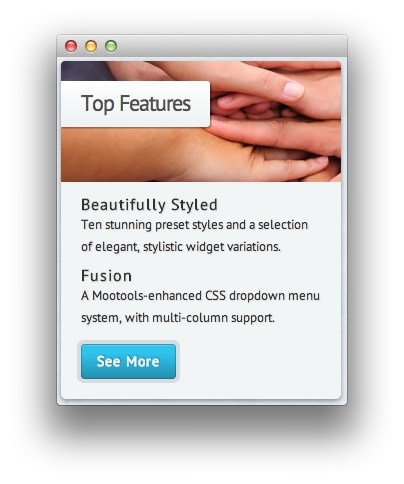 Top Features
Beautifully Styled
Ten stunning preset styles and a selection
of elegant, stylistic widget variations.
Fusion
A Mootools-enhanced CSS dropdown menu
system, with multi-column support.
See More